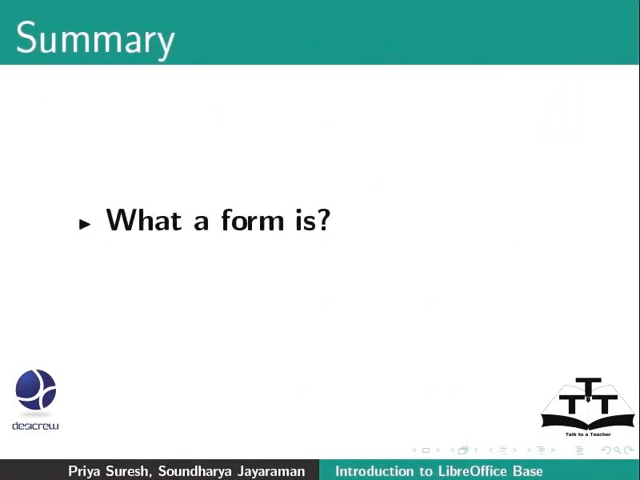 Summary
What a form is?
desicrew
Talk to a Teacher
Priya Suresh, Soundharya Jayaraman
Introduction to LibreOffice Base